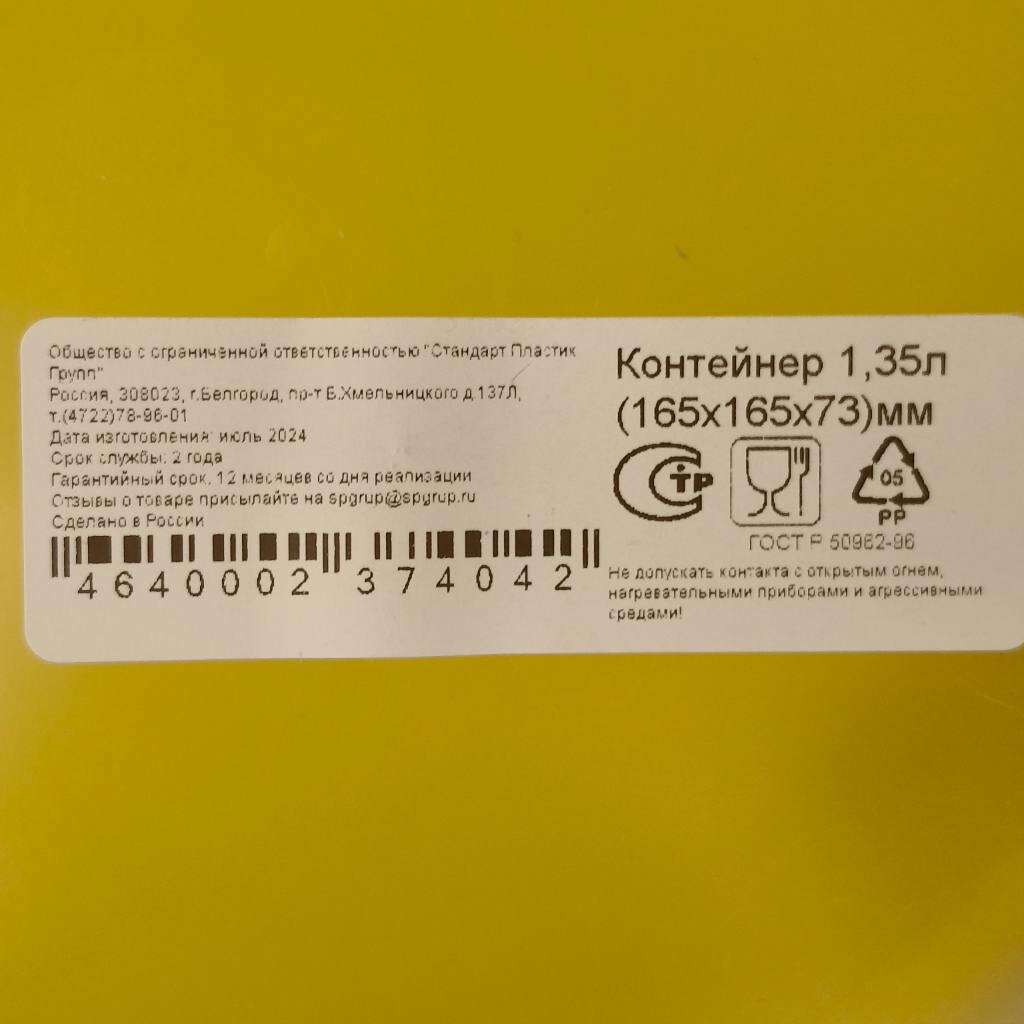 Общество с ограниченной ответственностью "Стандарт Пластик
Групп"
Россия, 308023, г.Белгород, пр-т Б.Хмельницкого д.137Л,
т.(4722)78-96-01
Дата изготовления: июль 2024
Срок службы: 2 года
Гарантийный срок: 12 месяцев со дня реализации
Отзывы о товаре присылайте на spgrup@spgrup.ru
Сделано в России
4640002 374042
Контейнер 1,35л
(165x165x73)мм
СТР
05
PP
ГОСТ Р 50962-96
Не допускать контакта с открытым огнем,
нагревательными приборами и агрессивными
средами!